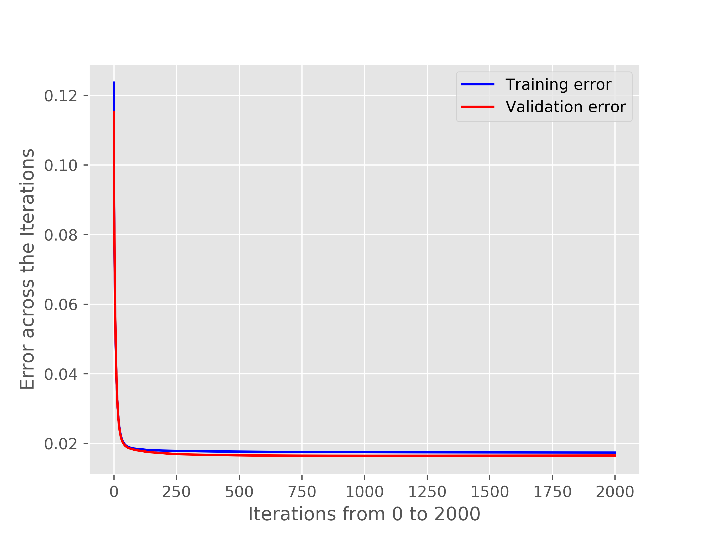 Training error
Validation error
0.12
0.10
0.08
0.06
0.04
0.02
Error across the Iterations
0 250 500 750 1000 1250 1500 1750 2000
Iterations from 0 to 2000